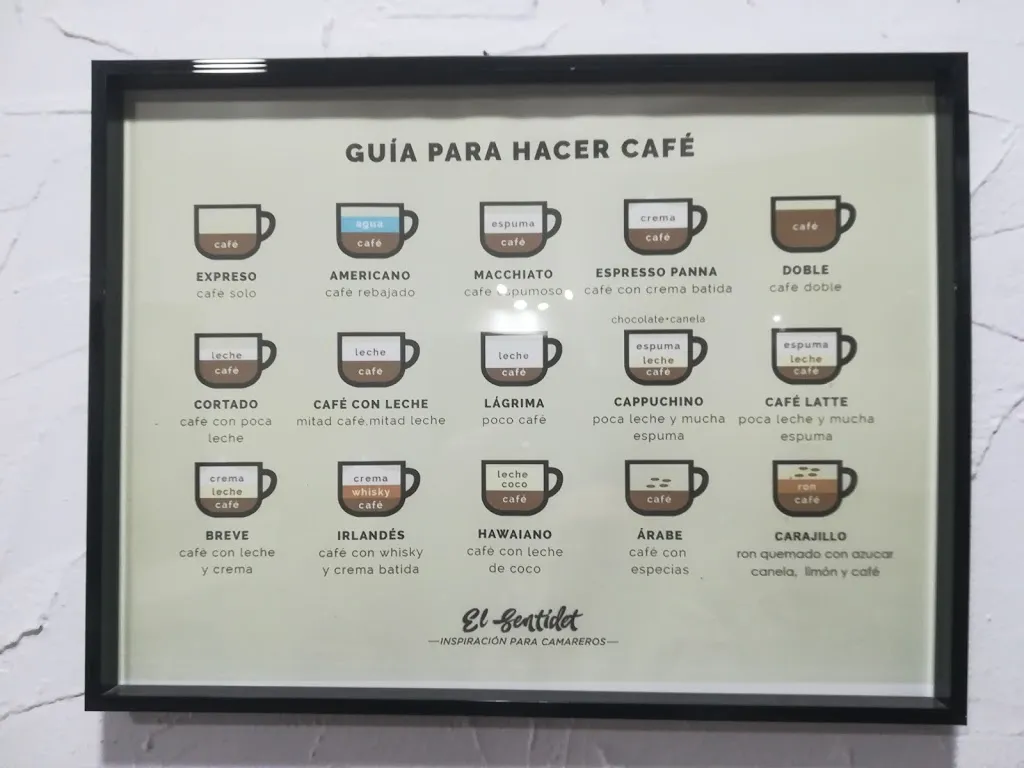 GUÍA PARA HACER CAFÉ
café
EXPRESO
café solo
agua
café
AMERICANO
café rebajado
espuma
café
MACCHIATO
café espumoso
crema
café
ESPRESSO PANNA
café con crema batida
café
DOBLE
café doble
leche
café
CORTADO
café con poca
leche
leche
café
CAFÉ CON LECHE
mitad café,mitad leche
leche
café
LÁGRIMA
poco café
chocolate•canela
espuma
leche
café
CAPPUCHINO
poca leche y mucha
espuma
espuma
leche
café
CAFÉ LATTE
poca leche y mucha
espuma
crema
leche
café
BREVE
café con leche
y crema
crema
whisky
café
IRLANDÉS
café con whisky
y crema batida
leche
coco
café
HAWAIANO
café con leche
de coco
café
ÁRABE
café con
especias
ron
café
CARAJILLO
ron quemado con azucar
canela, limón y café
El Sentidet
—INSPIRACIÓN PARA CAMAREROS—